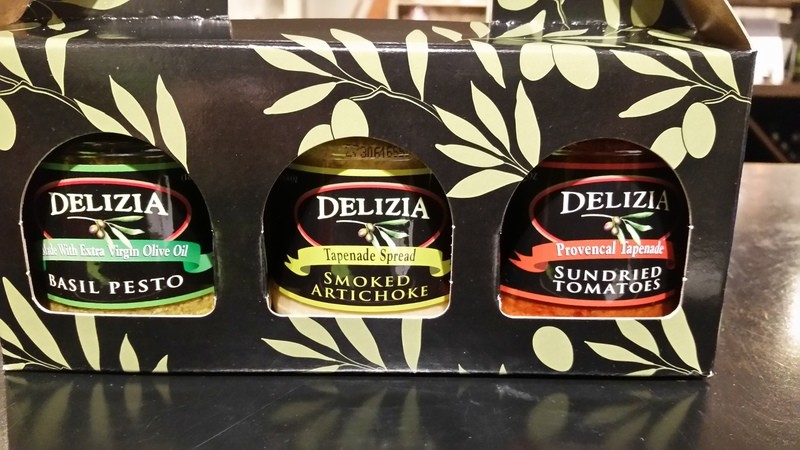 DELIZIA
Made With Extra Virgin Olive Oil
BASIL PESTO
DELIZIA
Tapenade Spread
SMOKED
ARTICHOKE
DELIZIA
Provencal Tapenade
SUNDRIED
TOMATOES